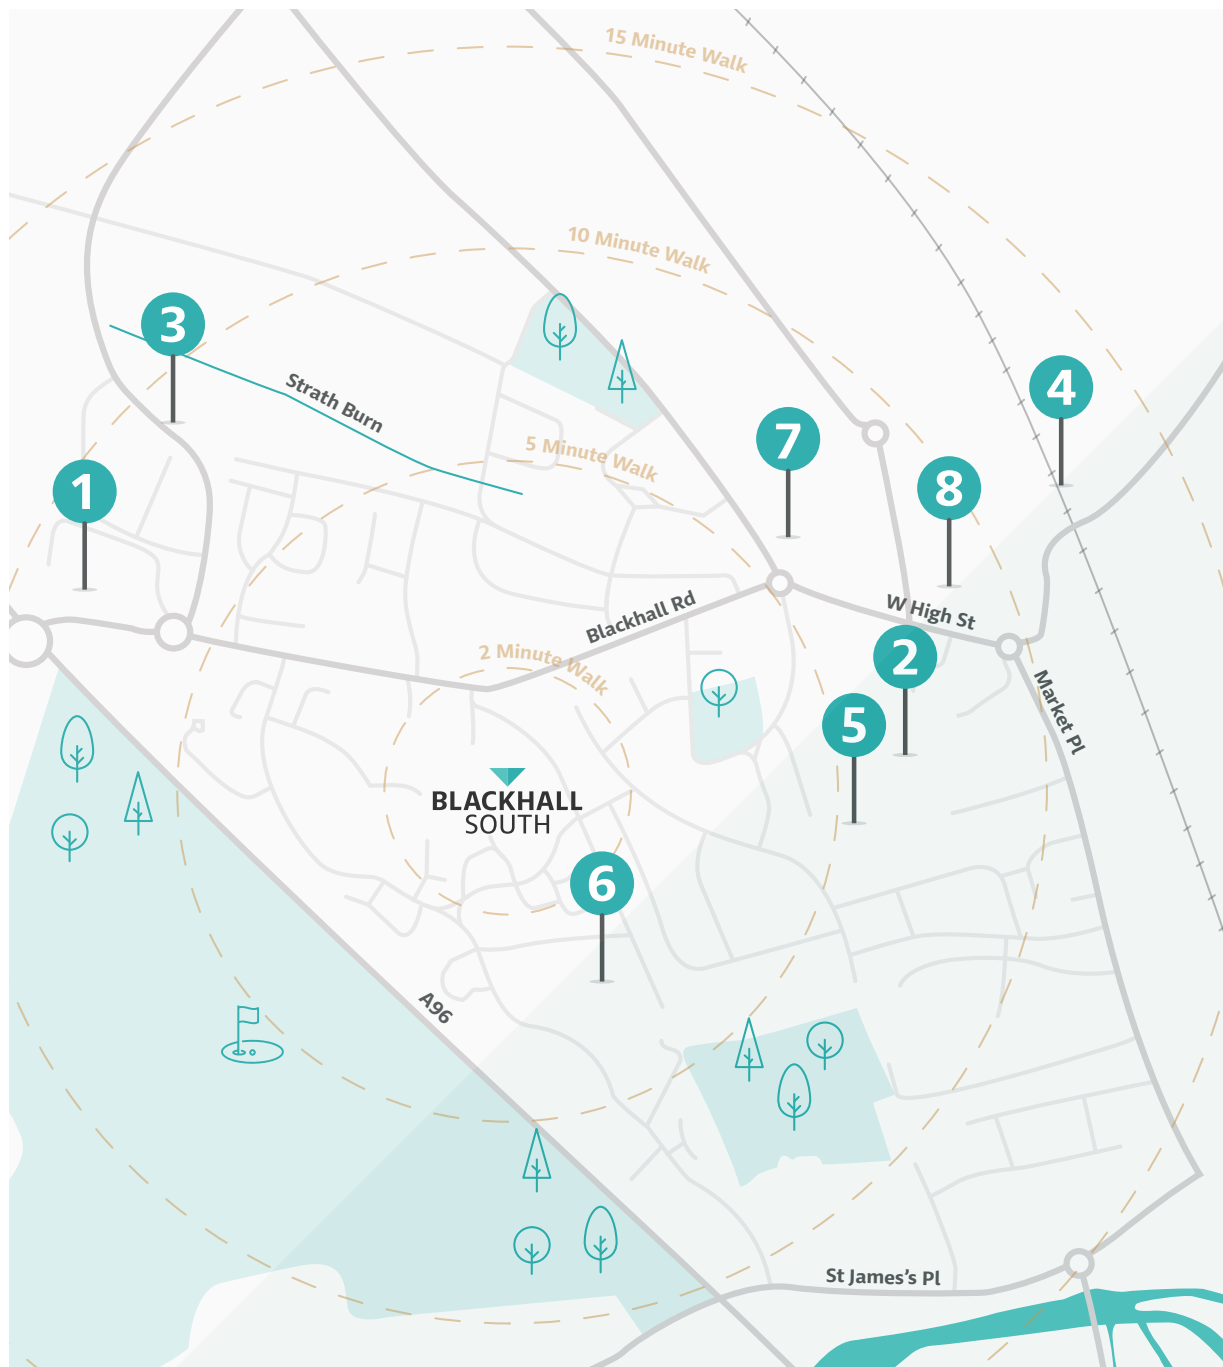 15 Minute Walk
10 Minute Walk
3
Strath Burn
4
7
5 Minute Walk
8
1
Blackhall Rd
W High St
2 Minute Walk
2
Market Pl
5
BLACKHALL
SOUTH
6
A96
St James’s Pl